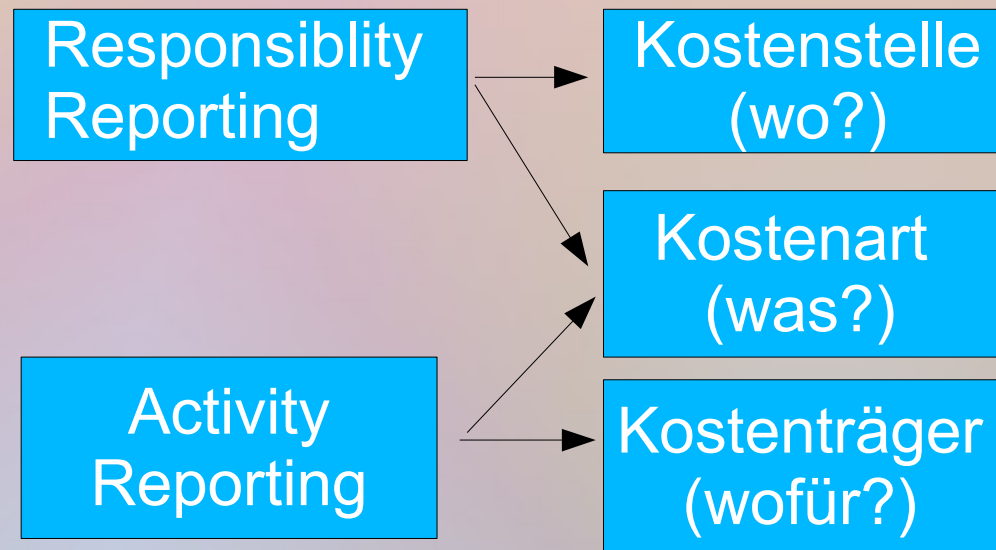 Responsiblity
Reporting
Kostenstelle
(wo?)
Kostenart
(was?)
Activity
Reporting
Kostenträger
(wofür?)